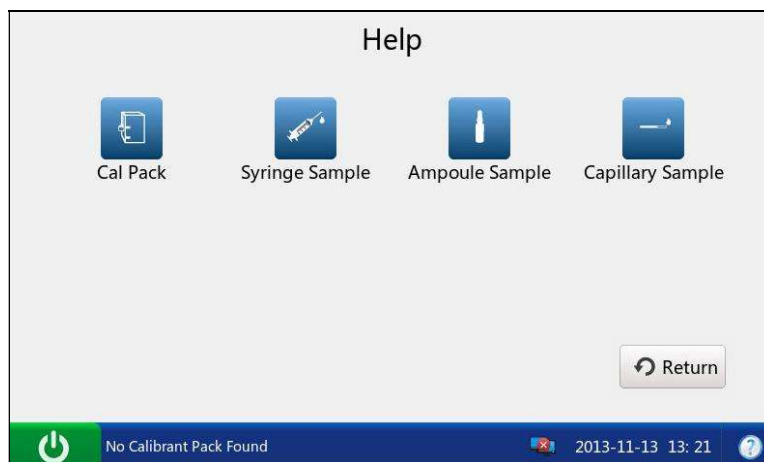 Help
Cal Pack
Syringe Sample
Ampoule Sample
Capillary Sample
Return
No Calibrant Pack Found
2013-11-13 13: 21
?